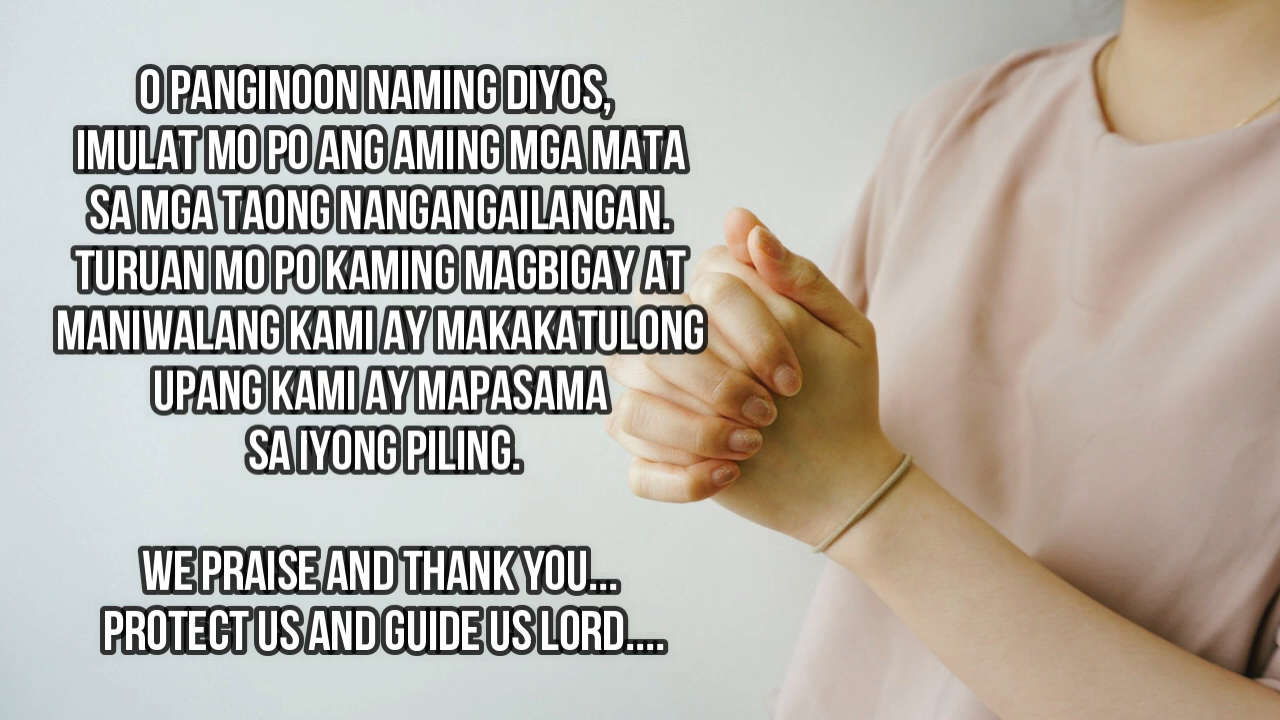 O PANGINOON NAMING DIYOS,
IMULAT MO PO ANG AMING MGA MATA
SA MGA TAONG NANGANGAILANGAN.
TURUAN MO PO KAMING MAGBIGAY AT
MANIWALANG KAMI AY MAKAKATULONG
UPANG KAMI AY MAPASAMA
SA IYONG PILING.
WE PRAISE AND THANK YOU...
PROTECT US AND GUIDE US LORD....